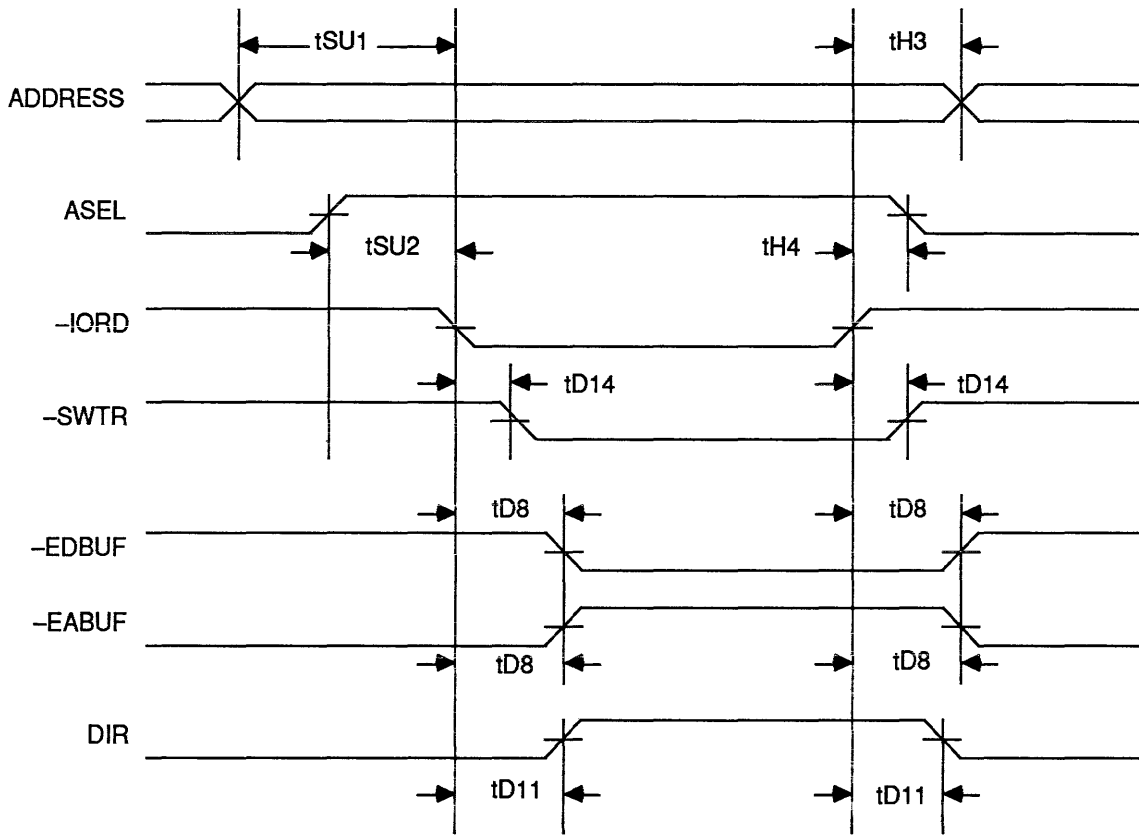 tSU1
tH3
ADDRESS
ASEL
tSU2
tH4
–IORD
tD14
tD14
–SWTR
tD8
tD8
–EDBUF
–EABUF
tD8
tD8
DIR
tD11
tD11